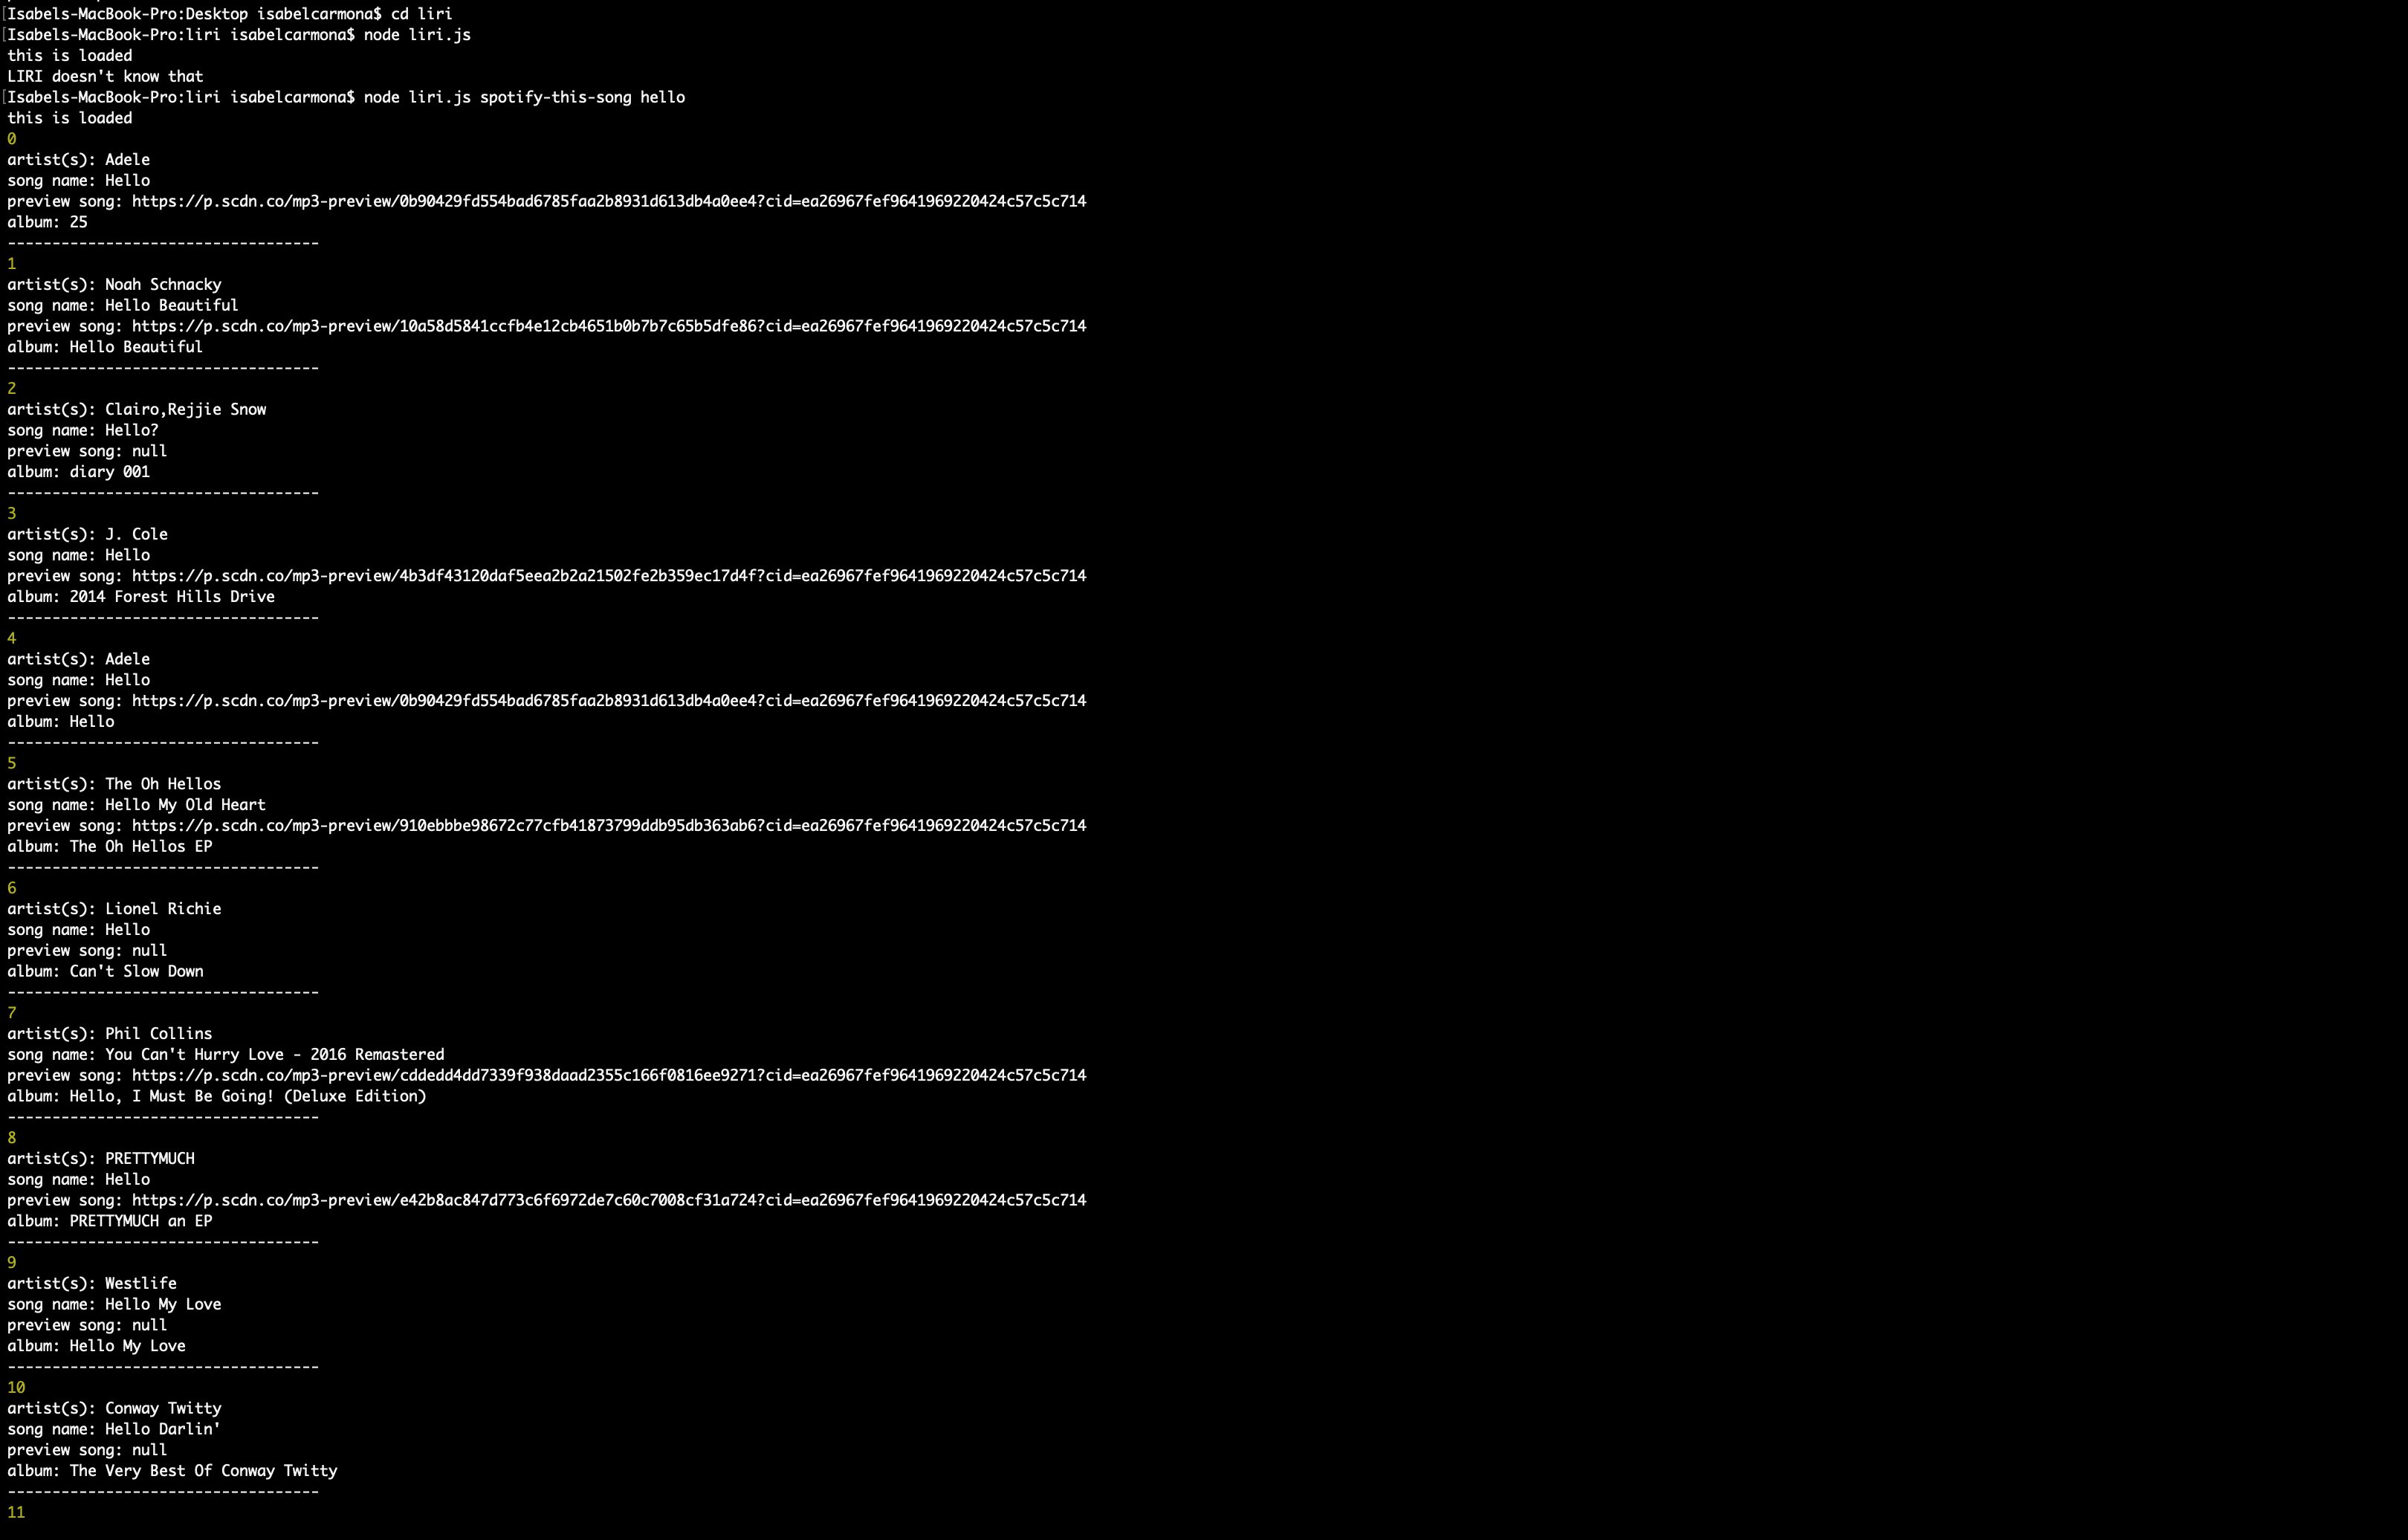 [Isabels-MacBook-Pro:Desktop isabelcarmona$ cd liri
[Isabels-MacBook-Pro:liri isabelcarmona$ node liri.js
this is loaded
LIRI doesn't know that
[Isabels-MacBook-Pro:liri isabelcarmona$ node liri.js spotify-this-song hello
this is loaded
0
artist(s): Adele
song name: Hello
preview song: https://p.scdn.co/mp3-preview/0b90429fd554bad6785faa2b8931d613db4a0ee4?cid=ea26967fef9641969220424c57c5c714
album: 25
-----------------------------------
1
artist(s): Noah Schnacky
song name: Hello Beautiful
preview song: https://p.scdn.co/mp3-preview/10a58d5841ccfb4e12cb4651b0b7b7c65b5dfe86?cid=ea26967fef9641969220424c57c5c714
album: Hello Beautiful
-----------------------------------
2
artist(s): Clairo,Rejjie Snow
song name: Hello?
preview song: null
album: diary 001
-----------------------------------
3
artist(s): J. Cole
song name: Hello
preview song: https://p.scdn.co/mp3-preview/4b3df43120daf5eea2b2a21502fe2b359ec17d4f?cid=ea26967fef9641969220424c57c5c714
album: 2014 Forest Hills Drive
-----------------------------------
4
artist(s): Adele
song name: Hello
preview song: https://p.scdn.co/mp3-preview/0b90429fd554bad6785faa2b8931d613db4a0ee4?cid=ea26967fef9641969220424c57c5c714
album: Hello
-----------------------------------
5
artist(s): The Oh Hellos
song name: Hello My Old Heart
preview song: https://p.scdn.co/mp3-preview/910ebbbe98672c77cfb41873799ddb95db363ab6?cid=ea26967fef9641969220424c57c5c714
album: The Oh Hellos EP
-----------------------------------
6
artist(s): Lionel Richie
song name: Hello
preview song: null
album: Can't Slow Down
-----------------------------------
7
artist(s): Phil Collins
song name: You Can't Hurry Love - 2016 Remastered
preview song: https://p.scdn.co/mp3-preview/cddedd4dd7339f938daad2355c166f0816ee9271?cid=ea26967fef9641969220424c57c5c714
album: Hello, I Must Be Going! (Deluxe Edition)
-----------------------------------
8
artist(s): PRETTYMUCH
song name: Hello
preview song: https://p.scdn.co/mp3-preview/e42b8ac847d773c6f6972de7c60c7008cf31a724?cid=ea26967fef9641969220424c57c5c714
album: PRETTYMUCH an EP
-----------------------------------
9
artist(s): Westlife
song name: Hello My Love
preview song: null
album: Hello My Love
-----------------------------------
10
artist(s): Conway Twitty
song name: Hello Darlin'
preview song: null
album: The Very Best Of Conway Twitty
-----------------------------------
11